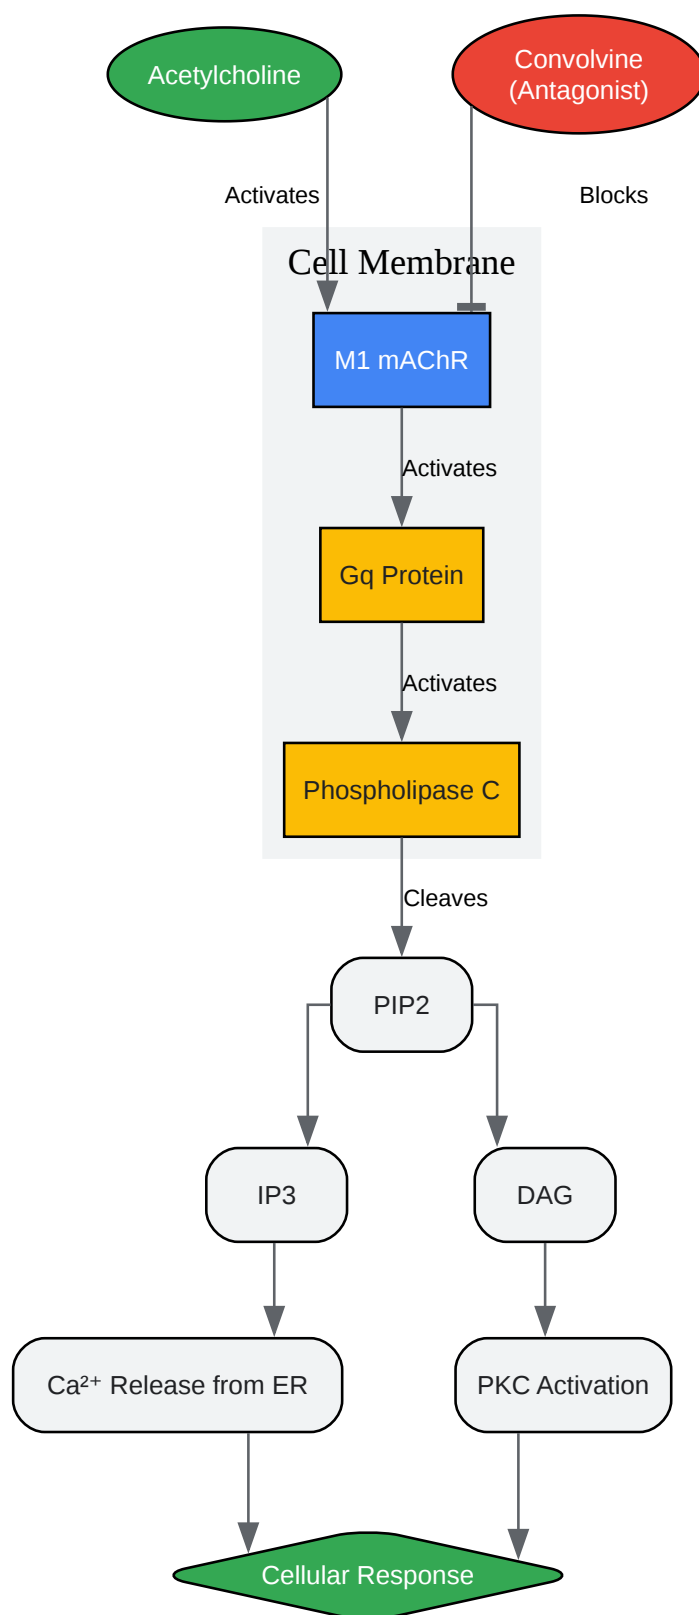 Acetylcholine
Convolvine
(Antagonist)
Activates
Blocks
Cell Membrane
M1 mAChR
Activates
Gq Protein
Activates
Phospholipase C
Cleaves
PIP2
IP3
DAG
Ca²⁺ Release from ER
PKC Activation
Cellular Response